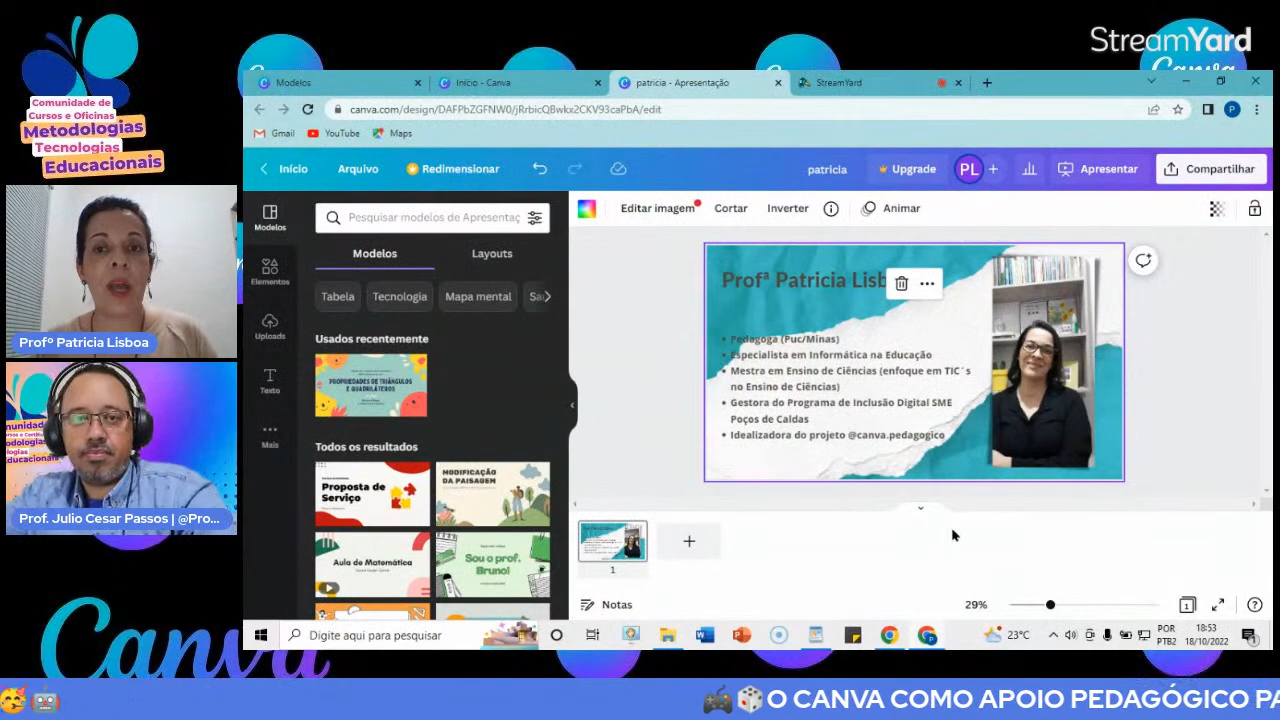 StreamYard
Comunidade de
Cursos e Oficinas
Metodologias
Tecnologias
Educacionais
Profº Patricia Lisboa
Prof. Julio Cesar Passos | @Pro...
Modelos
Início - Canva
patricia - Apresentação
StreamYard
canva.com/design/DAFPbZGFNW0/jRrbicQBwkx2CKV93caPbA/edit
Gmail
YouTube
Maps
Início
Arquivo
Redimensionar
patricia
Upgrade
PL
Apresentar
Compartilhar
Modelos
Elementos
Uploads
Texto
Mais
Pesquisar modelos de Apresentaç
Modelos
Layouts
Tabela
Tecnologia
Mapa mental
Usados recentemente
PROPRIEDADES DE TRIÂNGULOS
E QUADRILÁTEROS
Todos os resultados
Proposta de
Serviço
MODIFICAÇÃO
DA PAISAGEM
Aula de Matemática
Sou o prof.
Bruno!
Editar imagem
Cortar
Inverter
Animar
Profª Patricia Lisb
Pedagoga (Puc/Minas)
Especialista em Informática na Educação
Mestra em Ensino de Ciências (enfoque em TIC´s
no Ensino de Ciências)
Gestora do Programa de Inclusão Digital SME
Poços de Caldas
Idealizadora do projeto @canva.pedagogico
1
Notas
29%
1
Digite aqui para pesquisar
23°C
POR
PTB2
18:53
18/10/2022
Canva
O CANVA COMO APOIO PEDAGÓGICO PA